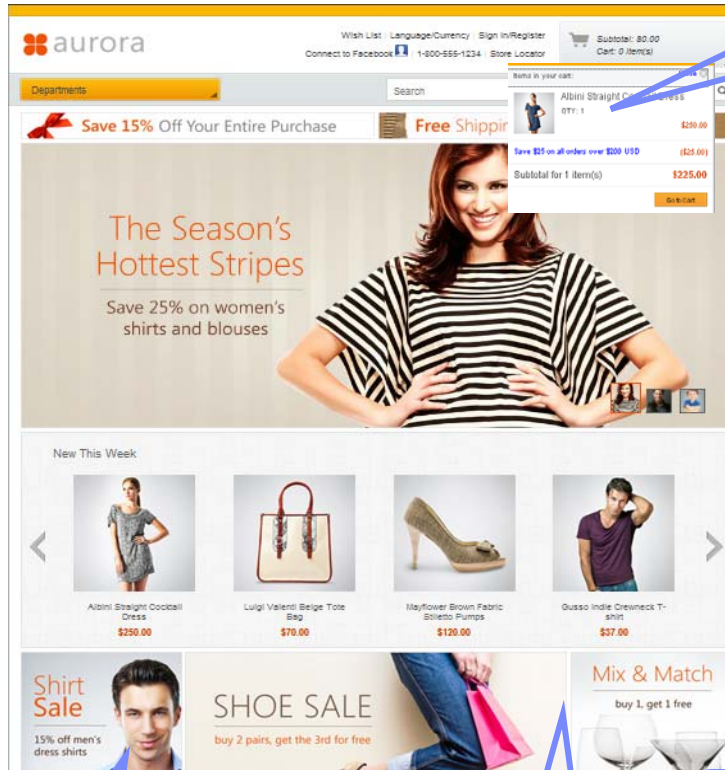 aurora
Wish List Language/Currency Sign In/Register
Connect to Facebook 1-800-555-1234 Store Locator
Subtotal: $0.00
Cart: 0 item(s)
Departments
Search
Items in your cart:
Albini Straight Cocktail Dress
QTY: 1
$250.00
Save $25 on all orders over $200 USD ($25.00)
Subtotal for 1 item(s) $225.00
Go to Cart
Save 15% Off Your Entire Purchase
Free Shippin
The Season's
Hottest Stripes
Save 25% on women's
shirts and blouses
New This Week
Albini Straight Cocktail
Dress
$250.00
Luigi Valenti Beige Tote
Bag
$70.00
Mayflower Brown Fabric
Stiletto Pumps
$120.00
Gusso Indie Crewneck T-
shirt
$37.00
Shirt
Sale
15% off men's
dress shirts
SHOE SALE
buy 2 pairs, get the 3rd for free
Mix & Match
buy 1, get 1 free